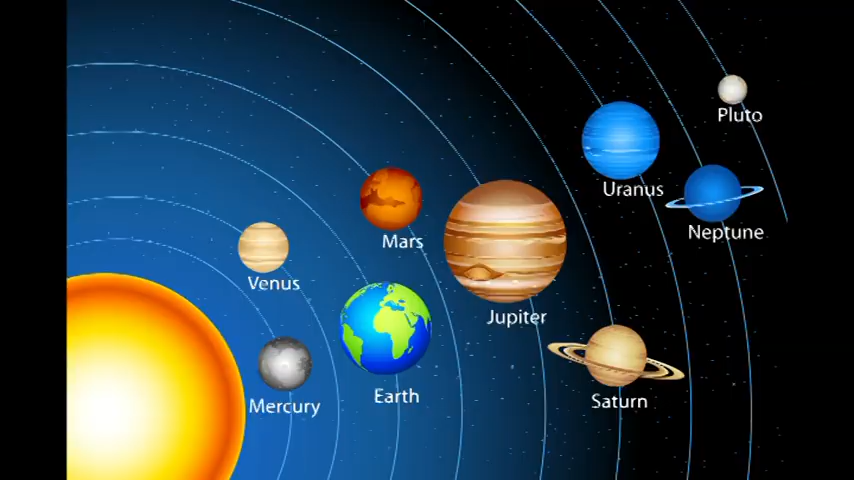 Pluto
Uranus
Neptune
Mars
Venus
Jupiter
Earth
Saturn
Mercury